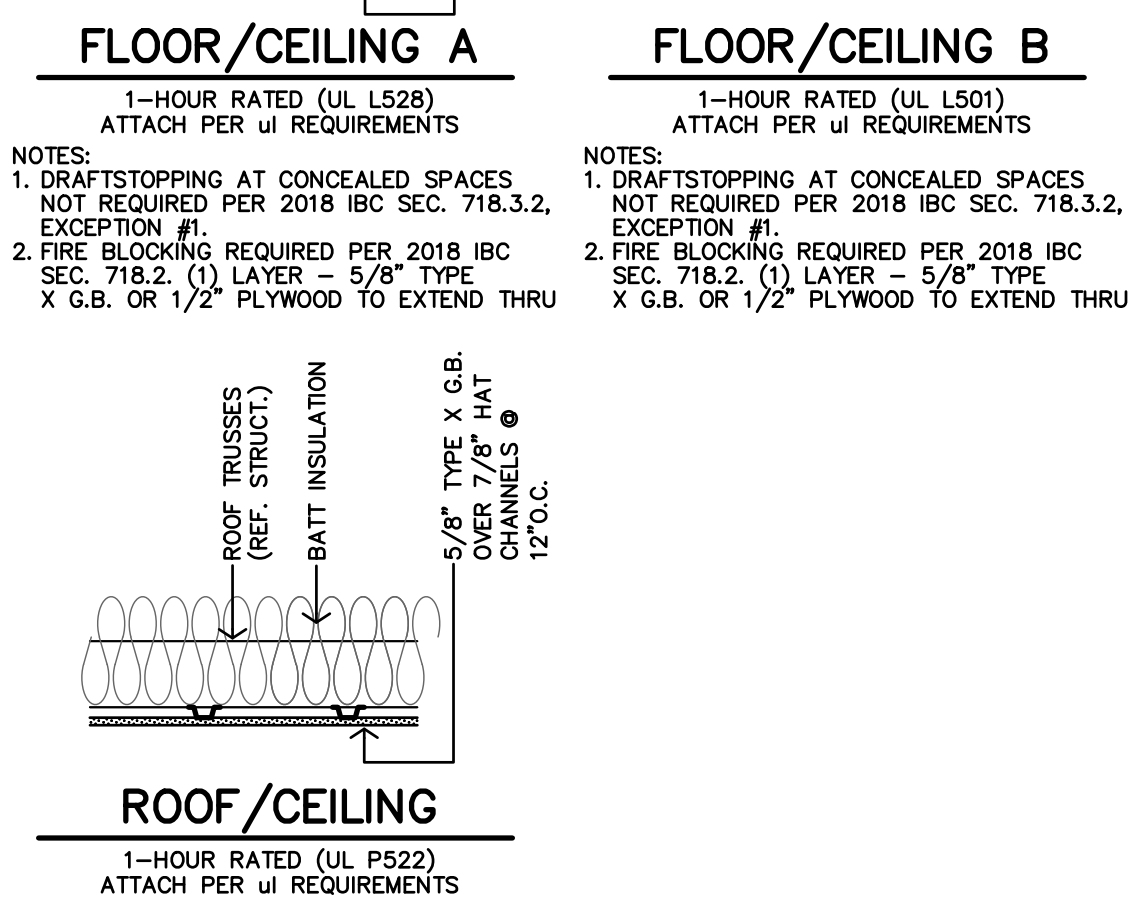 FLOOR/CEILING A
1-HOUR RATED (UL L528)
ATTACH PER ul REQUIREMENTS
NOTES:
1. DRAFTSTOPPING AT CONCEALED SPACES
NOT REQUIRED PER 2018 IBC SEC. 718.3.2,
EXCEPTION #1.
2. FIRE BLOCKING REQUIRED PER 2018 IBC
SEC. 718.2. (1) LAYER - 5/8" TYPE
X G.B. OR 1/2" PLYWOOD TO EXTEND THRU
FLOOR/CEILING B
1-HOUR RATED (UL L501)
ATTACH PER ul REQUIREMENTS
NOTES:
1. DRAFTSTOPPING AT CONCEALED SPACES
NOT REQUIRED PER 2018 IBC SEC. 718.3.2,
EXCEPTION #1.
2. FIRE BLOCKING REQUIRED PER 2018 IBC
SEC. 718.2. (1) LAYER - 5/8" TYPE
X G.B. OR 1/2" PLYWOOD TO EXTEND THRU
ROOF TRUSSES
(REF. STRUCT.)
BATT INSULATION
5/8" TYPE X G.B.
OVER 7/8" HAT
CHANNELS @
12"O.C.
ROOF/CEILING
1-HOUR RATED (UL P522)
ATTACH PER ul REQUIREMENTS